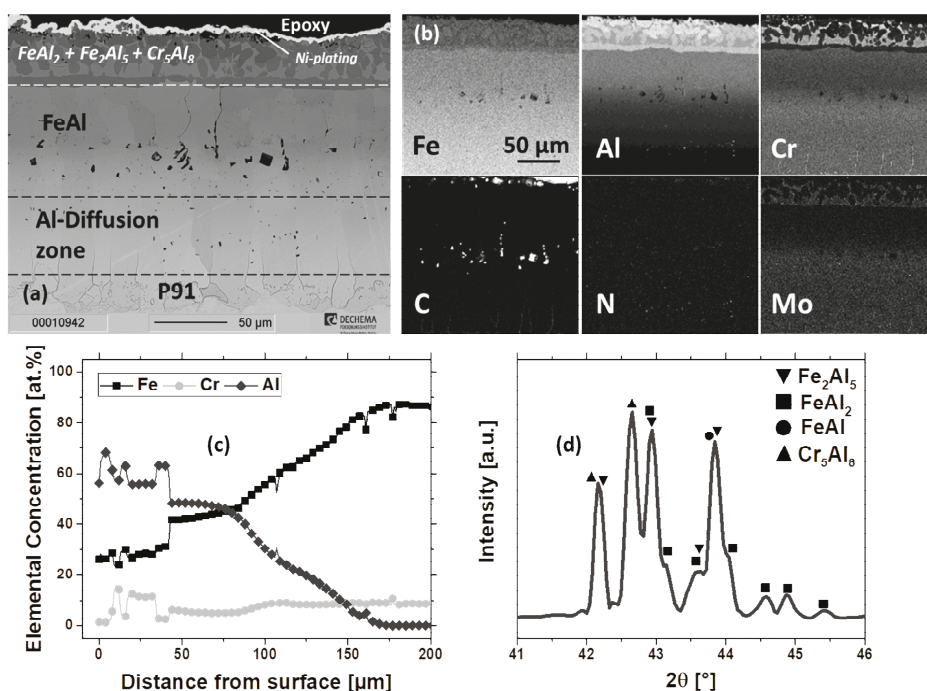 Epoxy
FeAl2 + Fe2Al5 + Cr5Al8
Ni-plating
FeAl
Al-Diffusion
zone
P91
(a)
00010942
50 µm
DECHEMA
(b)
Fe
50 µm
Al
Cr
C
N
Mo
Elemental Concentration [at.%]
100
80
60
40
20
0
Fe
Cr
Al
(c)
0
50
100
150
200
Distance from surface [µm]
Intensity [a.u.]
(d)
Fe2Al5
FeAl2
FeAl
Cr5Al8
41
42
43
44
45
46
2θ [°]